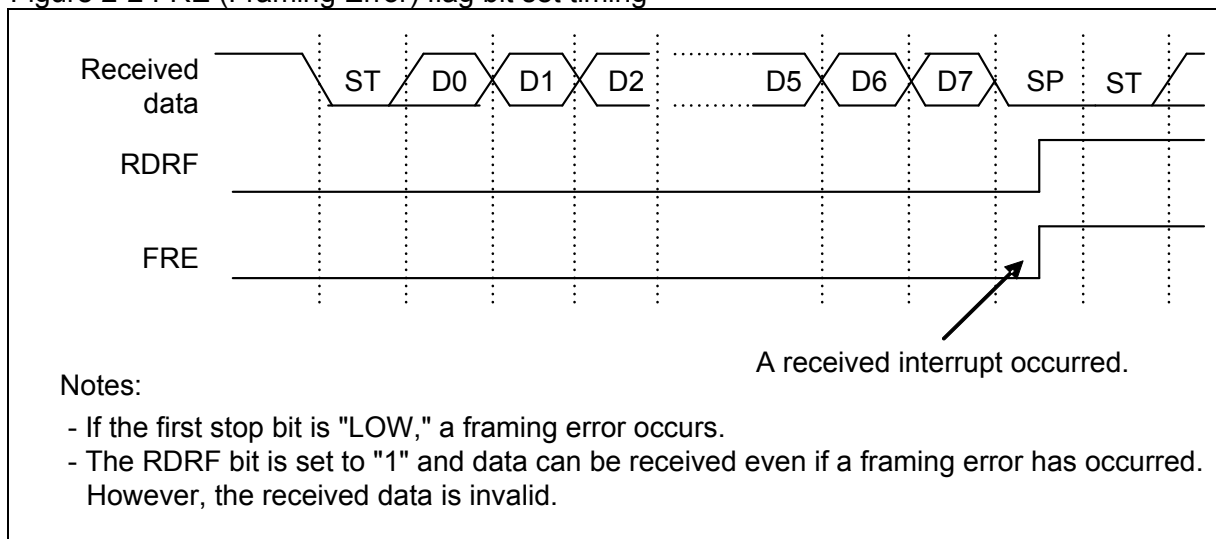 Received data
ST D0 D1 D2 D5 D6 D7 SP ST
RDRF
FRE
A received interrupt occurred.
Notes:
- If the first stop bit is "LOW," a framing error occurs.
- The RDRF bit is set to "1" and data can be received even if a framing error has occurred.
However, the received data is invalid.